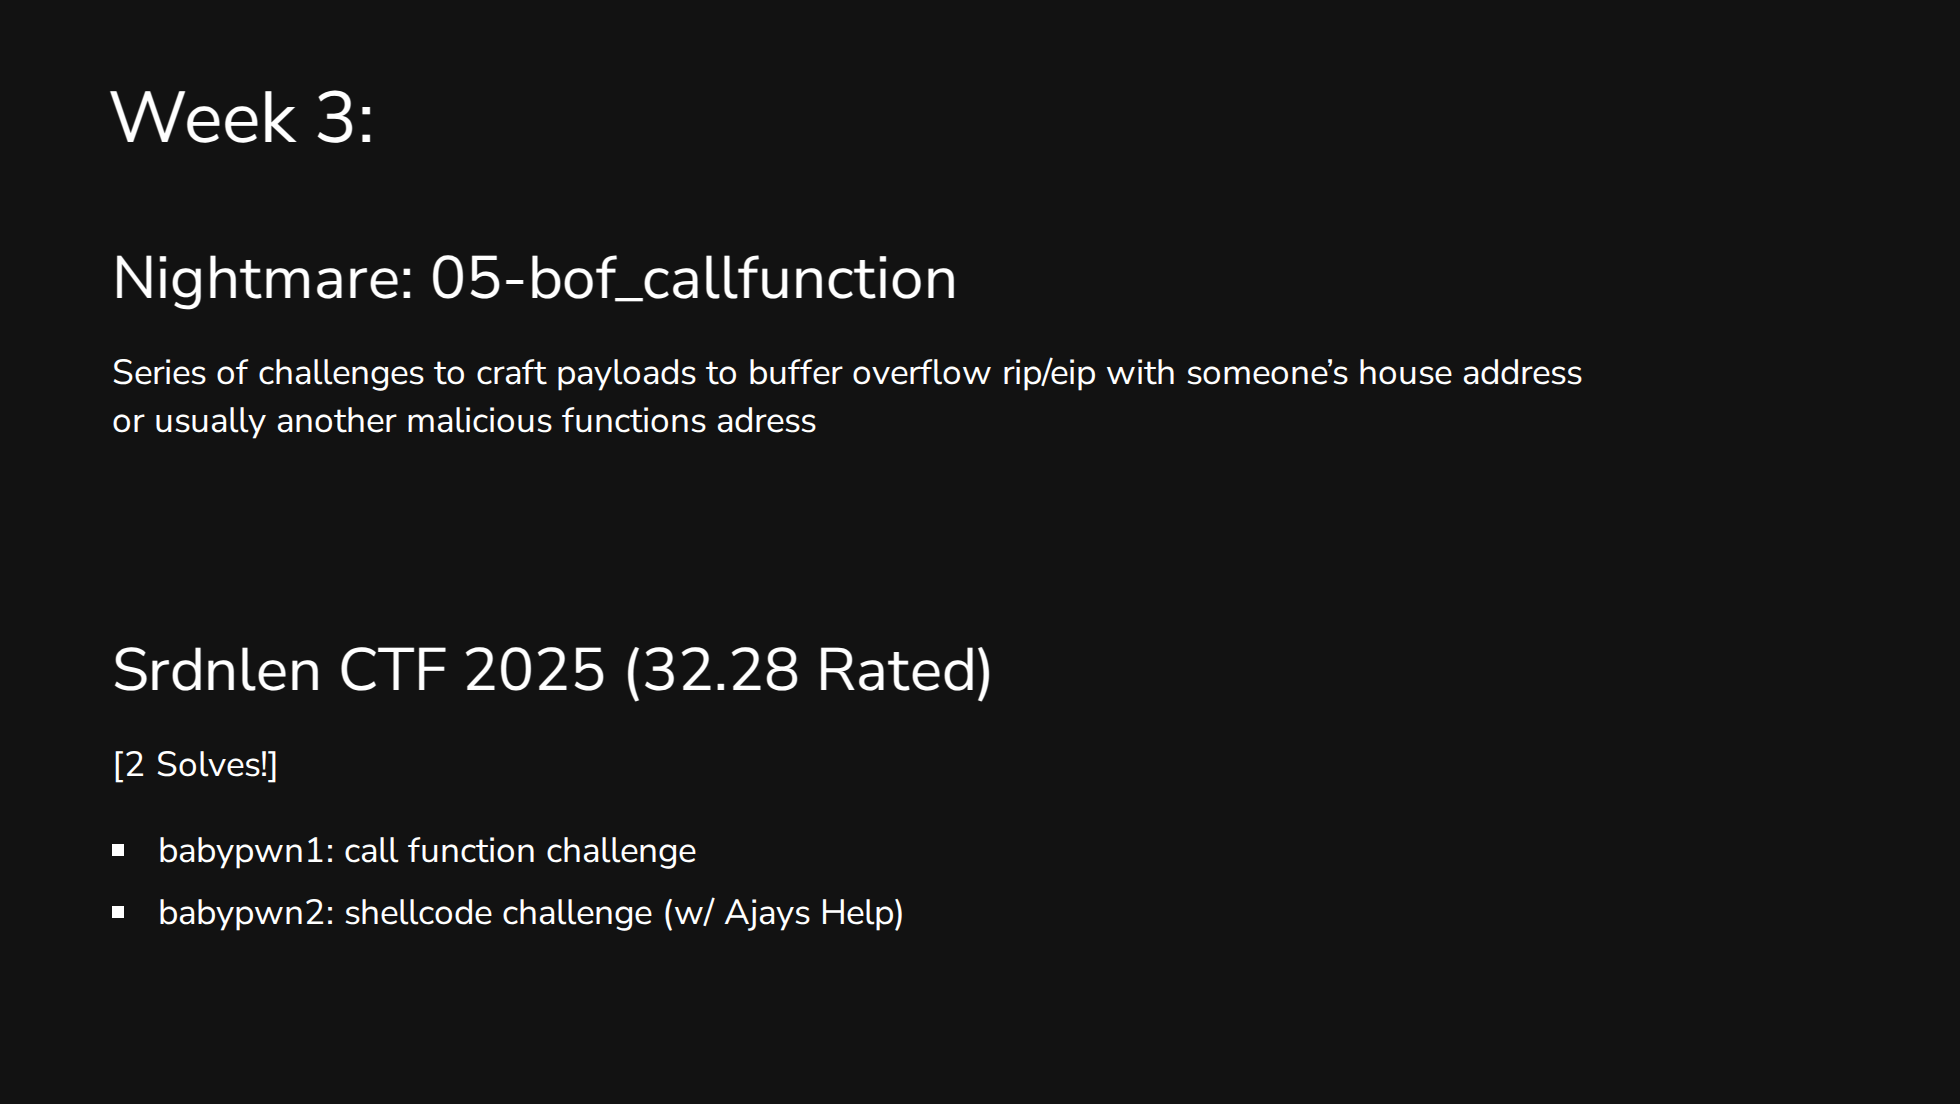 Week 3:
Nightmare: 05-bof_callfunction
Series of challenges to craft payloads to buffer overflow rip/eip with someone’s house address
or usually another malicious functions adress
Srdnlen CTF 2025 (32.28 Rated)
[2 Solves!]
▪ babypwn1: call function challenge
▪ babypwn2: shellcode challenge (w/ Ajays Help)